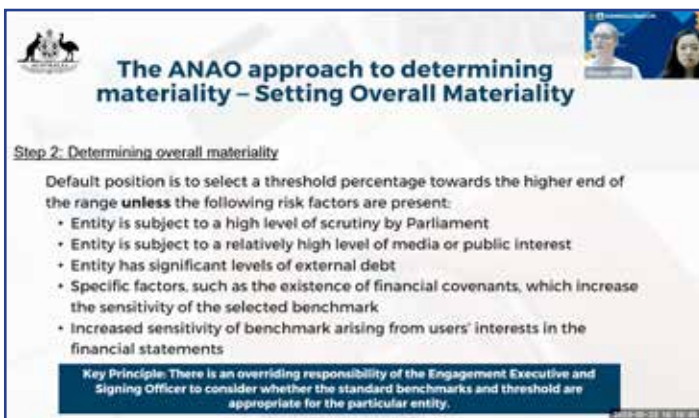 The ANAO approach to determining
materiality – Setting Overall Materiality
Step 2: Determining overall materiality
Default position is to select a threshold percentage towards the higher end of
the range unless the following risk factors are present:
• Entity is subject to a high level of scrutiny by Parliament
• Entity is subject to a relatively high level of media or public interest
• Entity has significant levels of external debt
• Specific factors, such as the existence of financial covenants, which increase
the sensitivity of the selected benchmark
• Increased sensitivity of benchmark arising from users' interests in the
financial statements
Key Principle: There is an overriding responsibility of the Engagement Executive and
Signing Officer to consider whether the standard benchmarks and threshold are
appropriate for the particular entity.